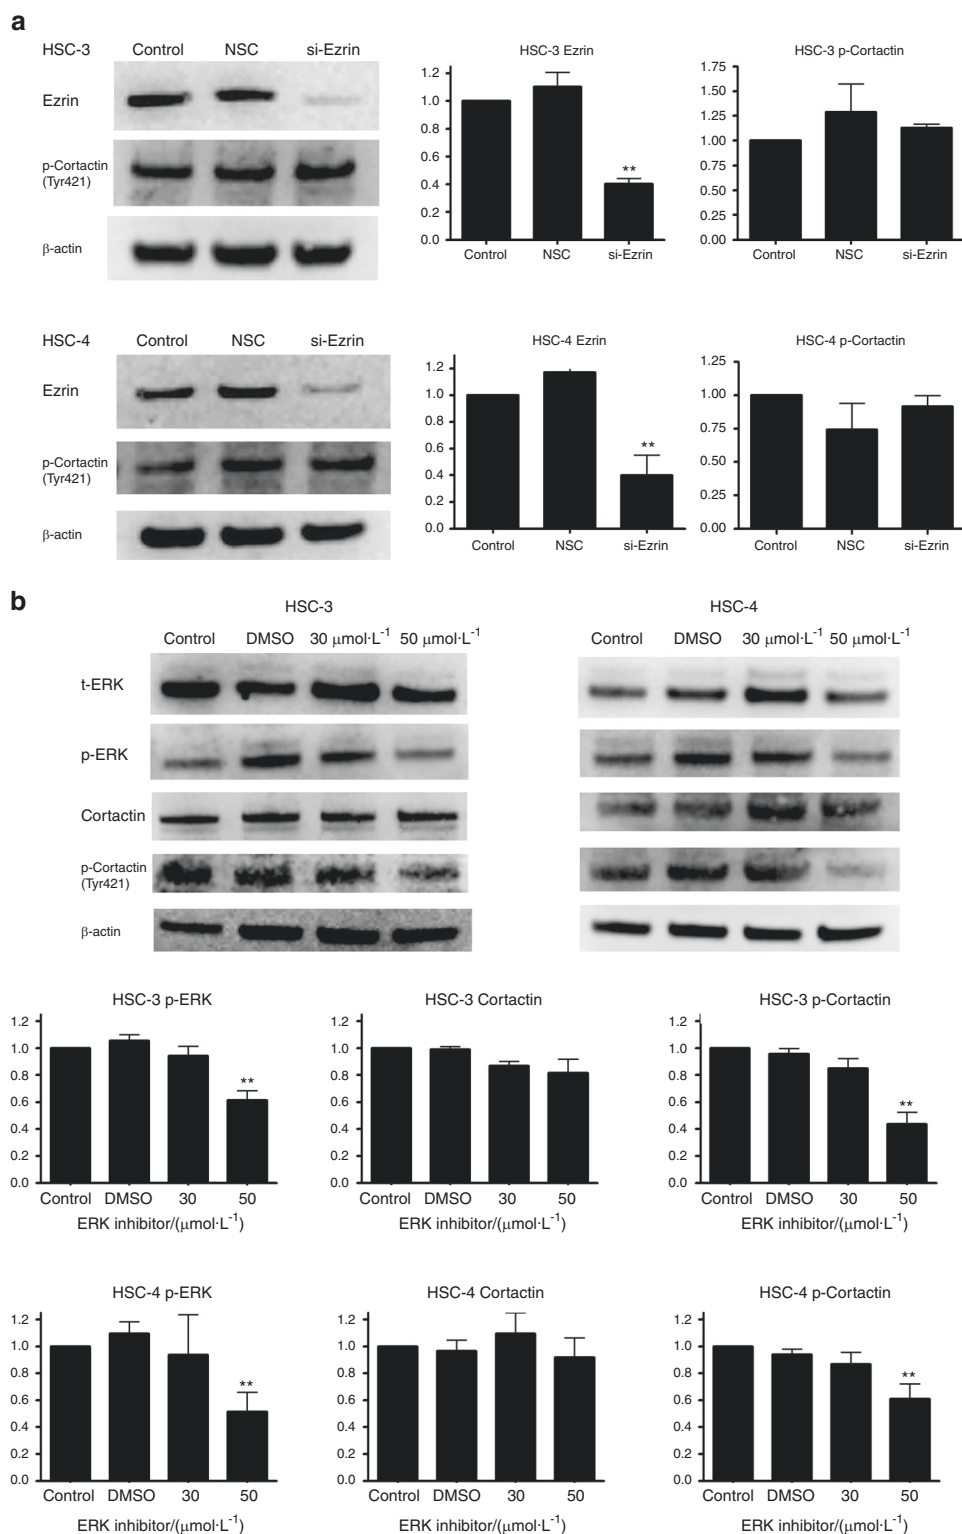 a
HSC-3 Control NSC si-Ezrin
Ezrin
p-Cortactin
(Tyr421)
β-actin
HSC-3 Ezrin
1.2
1.0
0.8
0.6
0.4
0.2
0.0
**
Control NSC si-Ezrin
HSC-3 p-Cortactin
1.75
1.50
1.25
1.00
0.75
0.50
0.25
0.00
Control NSC si-Ezrin
HSC-4 Control NSC si-Ezrin
Ezrin
p-Cortactin
(Tyr421)
β-actin
HSC-4 Ezrin
1.2
1.0
0.8
0.6
0.4
0.2
0.0
**
Control NSC si-Ezrin
HSC-4 p-Cortactin
1.25
1.00
0.75
0.50
0.25
0.00
Control NSC si-Ezrin
b
HSC-3 HSC-4
Control DMSO 30 μmol·L⁻¹ 50 μmol·L⁻¹ Control DMSO 30 μmol·L⁻¹ 50 μmol·L⁻¹
t-ERK
p-ERK
Cortactin
p-Cortactin
(Tyr421)
β-actin
HSC-3 p-ERK
1.2
1.0
0.8
0.6
0.4
0.2
0.0
**
Control DMSO 30 50
ERK inhibitor/(μmol·L⁻¹)
HSC-3 Cortactin
1.2
1.0
0.8
0.6
0.4
0.2
0.0
Control DMSO 30 50
ERK inhibitor/(μmol·L⁻¹)
HSC-3 p-Cortactin
1.2
1.0
0.8
0.6
0.4
0.2
0.0
**
Control DMSO 30 50
ERK inhibitor/(μmol·L⁻¹)
HSC-4 p-ERK
1.2
1.0
0.8
0.6
0.4
0.2
0.0
**
Control DMSO 30 50
ERK inhibitor/(μmol·L⁻¹)
HSC-4 Cortactin
1.2
1.0
0.8
0.6
0.4
0.2
0.0
Control DMSO 30 50
ERK inhibitor/(μmol·L⁻¹)
HSC-4 p-Cortactin
1.2
1.0
0.8
0.6
0.4
0.2
0.0
**
Control DMSO 30 50
ERK inhibitor/(μmol·L⁻¹)